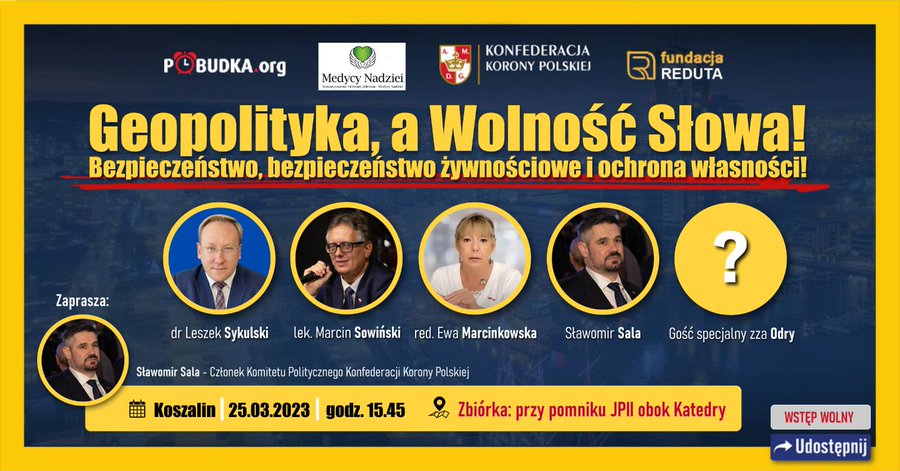 POBUDKA.org
Medycy Nadziei
A. M.
D. G.
KONFEDERACJA
KORONY POLSKIEJ
fundacja
REDUTA
Geopolityka, a Wolność Słowa!
Bezpieczeństwo, bezpieczeństwo żywnościowe i ochrona własności!
?
Zaprasza:
dr Leszek Sykulski
lek. Marcin Sowiński
red. Ewa Marcinkowska
Sławomir Sala
Gość specjalny zza Odry
Sławomir Sala - Członek Komitetu Politycznego Konfederacji Korony Polskiej
Koszalin | 25.03.2023 | godz. 15.45
Zbiórka: przy pomniku JPII obok Katedry
WSTĘP WOLNY
Udostępnij